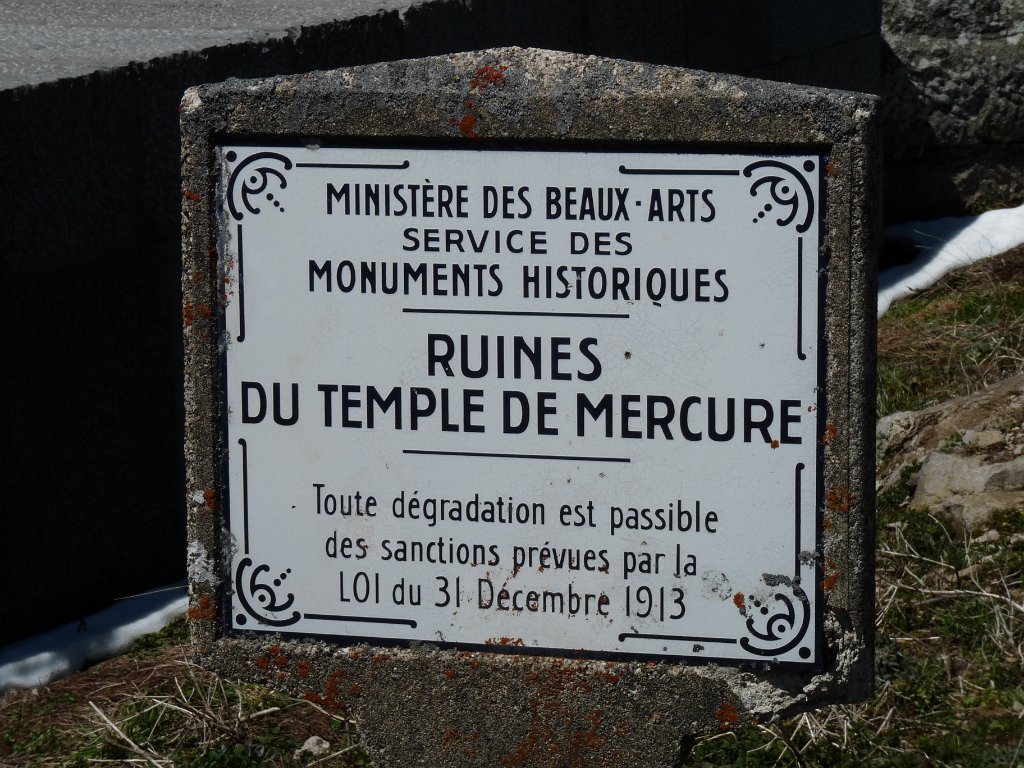 MINISTÈRE DES BEAUX-ARTS
SERVICE DES
MONUMENTS HISTORIQUES
RUINES
DU TEMPLE DE MERCURE
Toute dégradation est passible
des sanctions prévues par la
LOI du 31 Décembre 1913